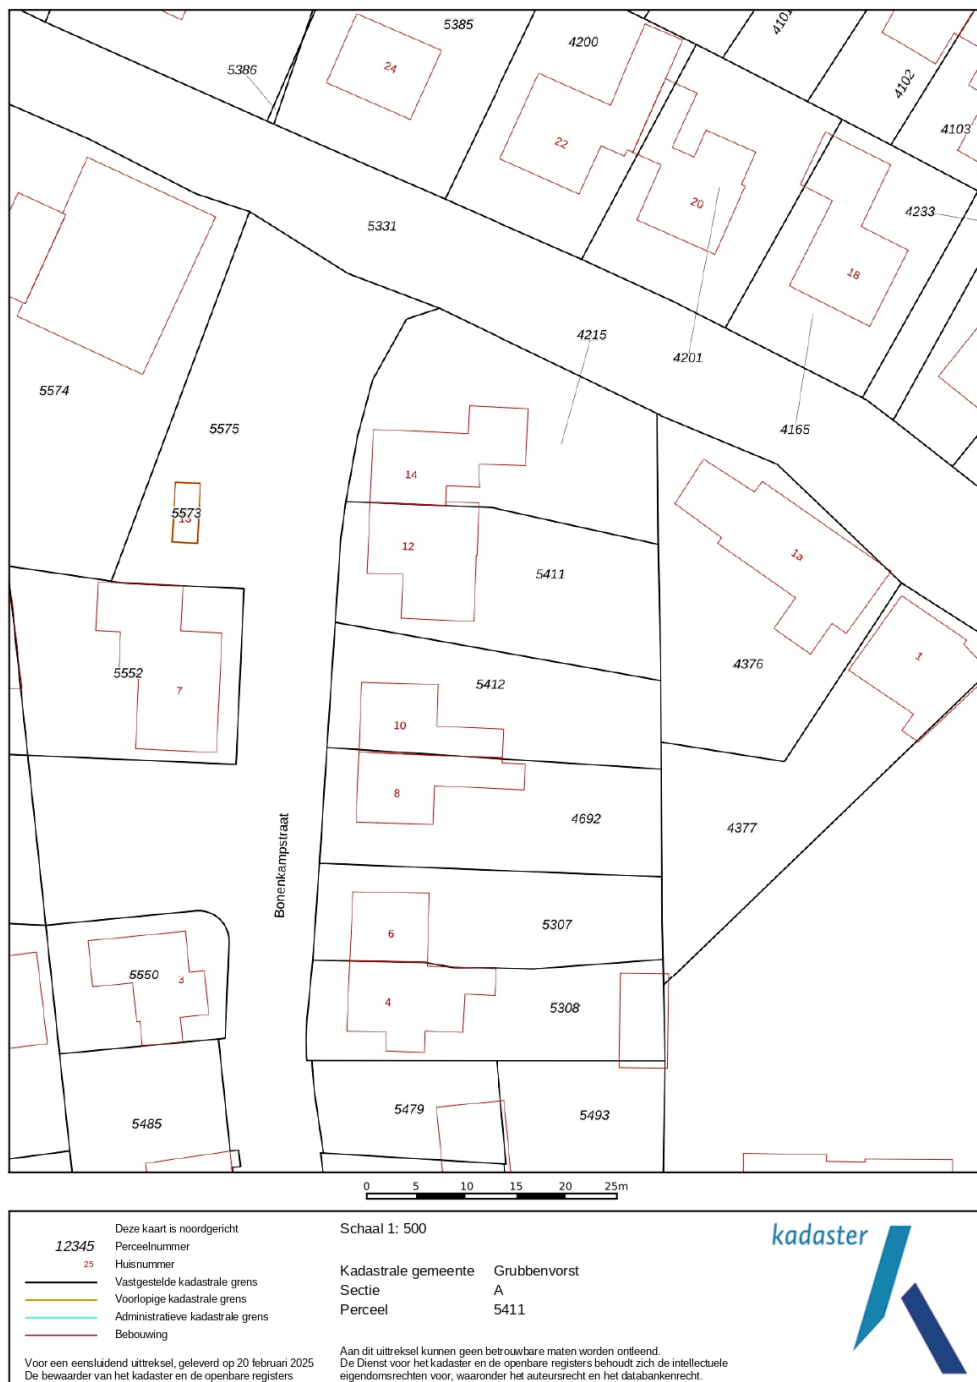 5385
4200
4101
5386
24
4102
22
4103
20
4233
5331
18
4215
4201
5574
5575
4165
14
5573
13
12
1a
5411
4376
1
5552
5412
7
10
8
4692
4377
Bonenkampstraat
6
5307
5550
3
4
5308
5479
5493
5485
0 5 10 15 20 25m
Deze kaart is noordgericht
12345 Perceelnummer
25 Huisnummer
Vastgestelde kadastrale grens
Voorlopige kadastrale grens
Administratieve kadastrale grens
Bebouwing
Voor een eensluidend uittreksel, geleverd op 20 februari 2025
De bewaarder van het kadaster en de openbare registers
Schaal 1: 500
Kadastrale gemeente Grubbenvorst
Sectie A
Perceel 5411
Aan dit uittreksel kunnen geen betrouwbare maten worden ontleend.
De Dienst voor het kadaster en de openbare registers behoudt zich de intellectuele
eigendomsrechten voor, waaronder het auteursrecht en het databankenrecht.
kadaster